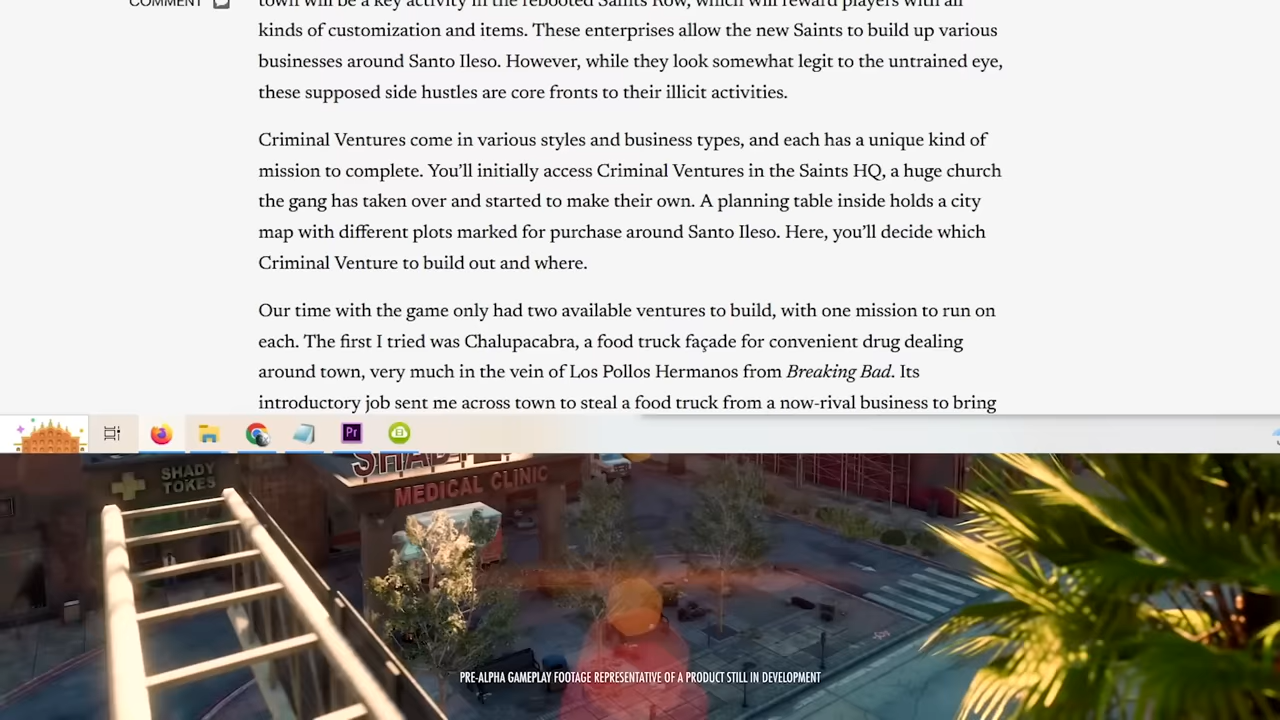 COMMENT
town will be a key activity in the rebooted Saints Row, which will reward players with all
kinds of customization and items. These enterprises allow the new Saints to build up various
businesses around Santo Ileso. However, while they look somewhat legit to the untrained eye,
these supposed side hustles are core fronts to their illicit activities.
Criminal Ventures come in various styles and business types, and each has a unique kind of
mission to complete. You’ll initially access Criminal Ventures in the Saints HQ, a huge church
the gang has taken over and started to make their own. A planning table inside holds a city
map with different plots marked for purchase around Santo Ileso. Here, you’ll decide which
Criminal Venture to build out and where.
Our time with the game only had two available ventures to build, with one mission to run on
each. The first I tried was Chalupacabra, a food truck façade for convenient drug dealing
around town, very much in the vein of Los Pollos Hermanos from Breaking Bad. Its
introductory job sent me across town to steal a food truck from a now-rival business to bring
Pr
SHADY
TOKES
MEDICAL CLINIC
PRE-ALPHA GAMEPLAY FOOTAGE REPRESENTATIVE OF A PRODUCT STILL IN DEVELOPMENT